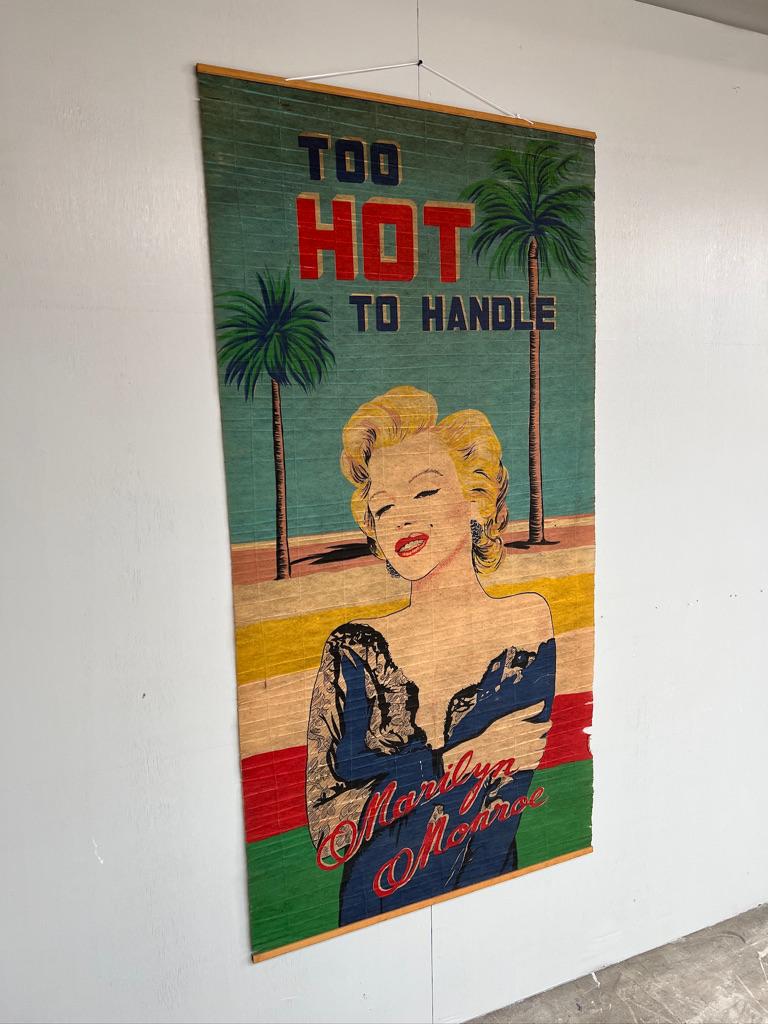 TOO
HOT
TO HANDLE
Marilyn
Monroe